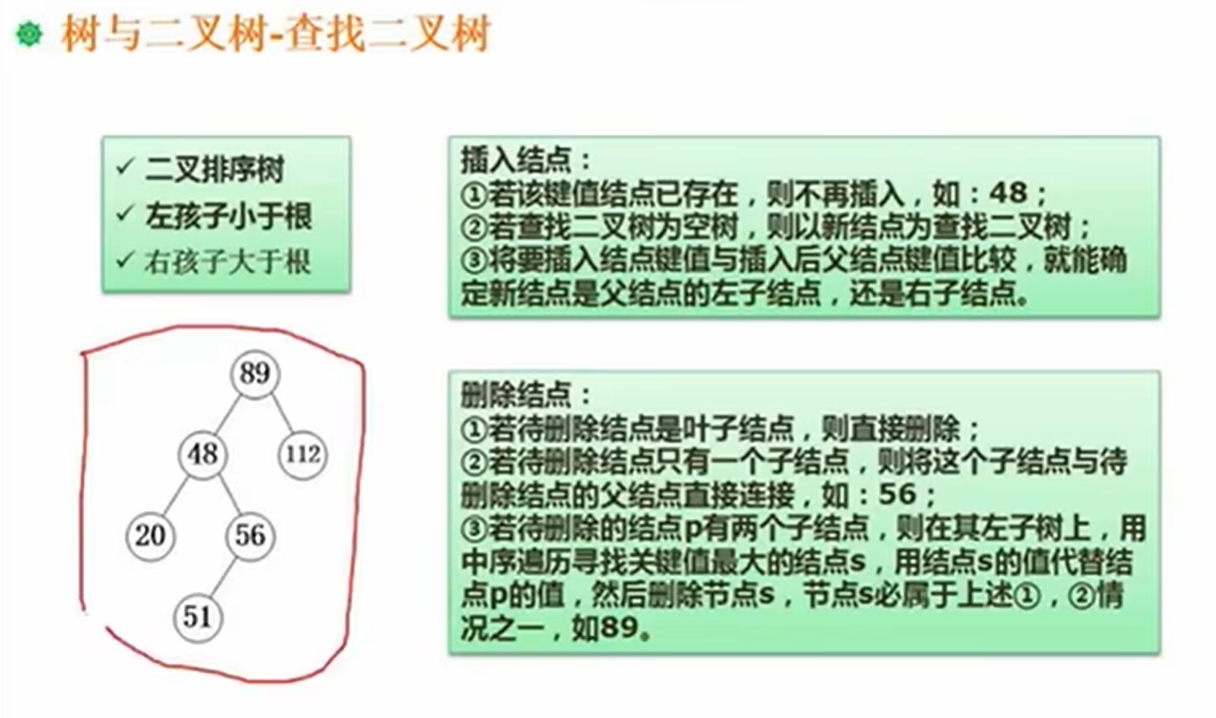 树与二叉树-查找二叉树
✓ 二叉排序树
✓ 左孩子小于根
✓ 右孩子大于根
插入结点：
①若该键值结点已存在，则不再插入，如：48；
②若查找二叉树为空树，则以新结点为查找二叉树；
③将要插入结点键值与插入后父结点键值比较，就能确
定新结点是父结点的左子结点，还是右子结点。
89
48
112
20
56
51
删除结点：
①若待删除结点是叶子结点，则直接删除；
②若待删除结点只有一个子结点，则将这个子结点与待
删除结点的父结点直接连接，如：56；
③若待删除的结点p有两个子结点，则在其左子树上，用
中序遍历寻找关键值最大的结点s，用结点s的值代替结
点p的值，然后删除节点s，节点s必属于上述①，②情
况之一，如89。